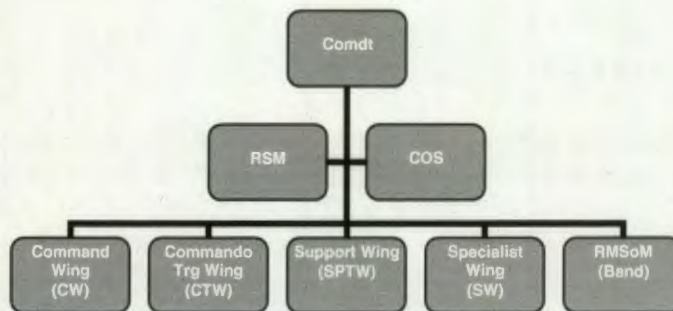 Comdt
RSM
COS
Command
Wing
(CW)
Commando
Trg Wing
(CTW)
Support Wing
(SPTW)
Specialist
Wing
(SW)
RMSoM
(Band)